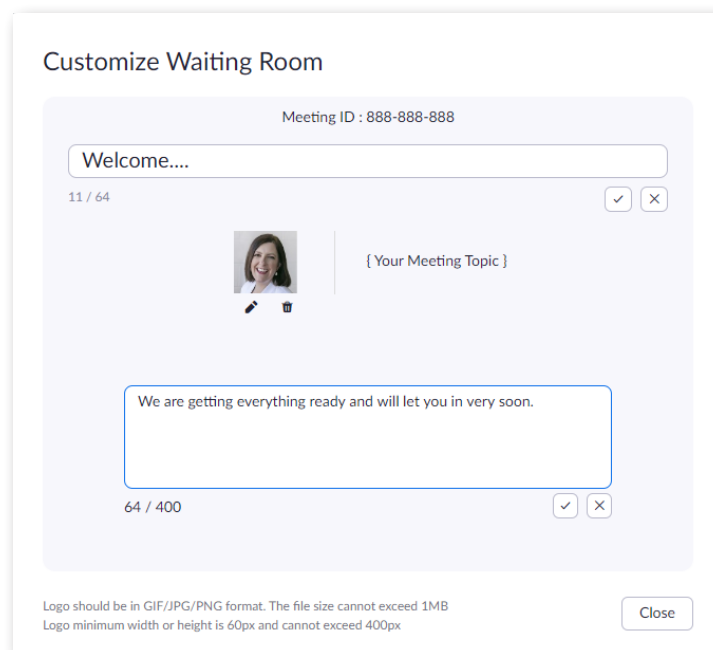 Customize Waiting Room
Meeting ID : 888-888-888
Welcome....
11 / 64
{ Your Meeting Topic }
We are getting everything ready and will let you in very soon.
64 / 400
Logo should be in GIF/JPG/PNG format. The file size cannot exceed 1MB
Logo minimum width or height is 60px and cannot exceed 400px
Close